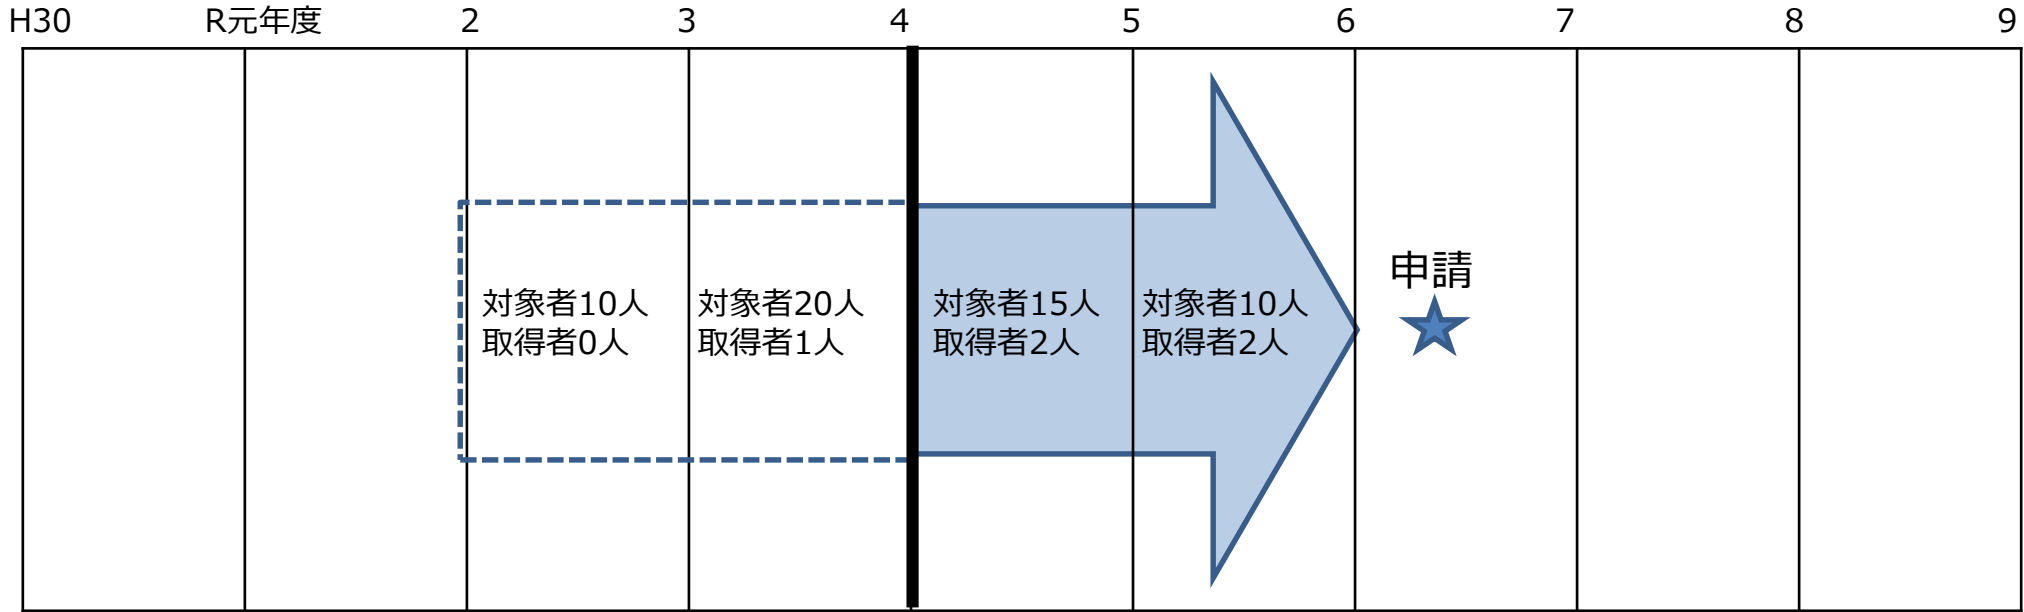 H30 R元年度 2 3 4 5 6 7 8 9
対象者10人
取得者0人
対象者20人
取得者1人
対象者15人
取得者2人
対象者10人
取得者2人
申請